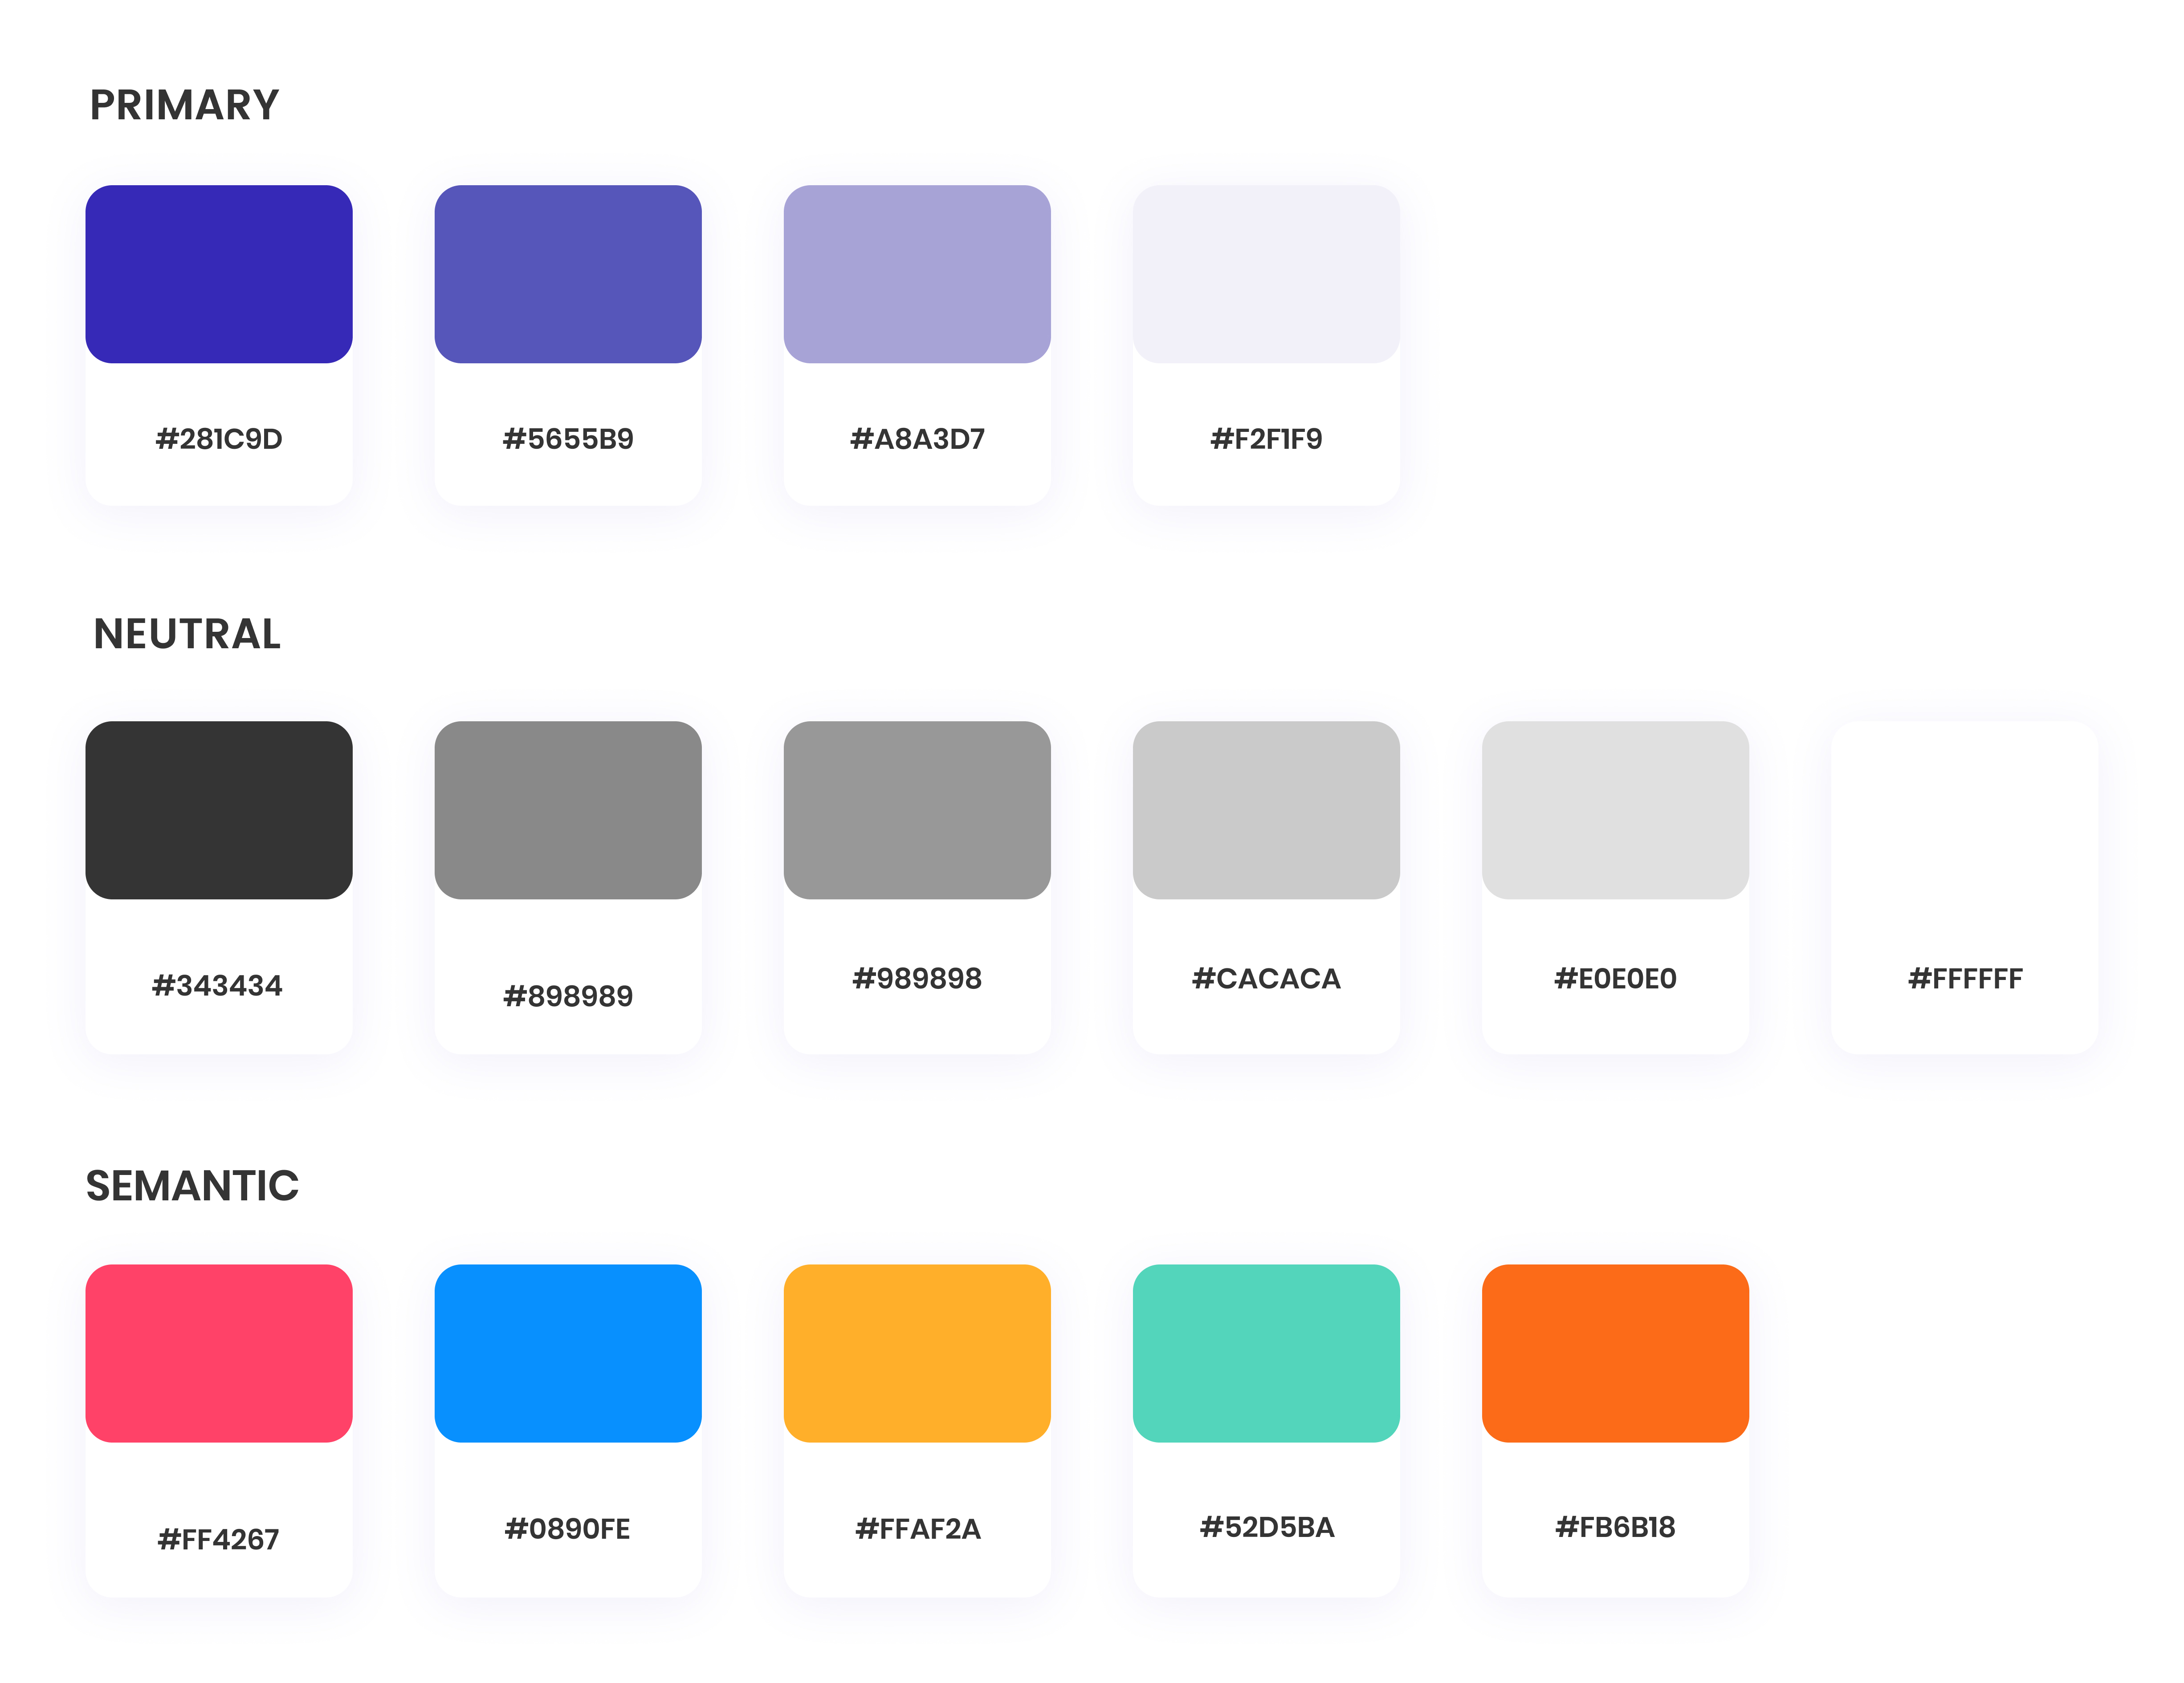 PRIMARY
#281C9D #5655B9 #A8A3D7 #F2F1F9
NEUTRAL
#343434 #898989 #989898 #CACACA #E0E0E0 #FFFFFF
SEMANTIC
#FF4267 #0890FE #FFAF2A #52D5BA #FB6B18